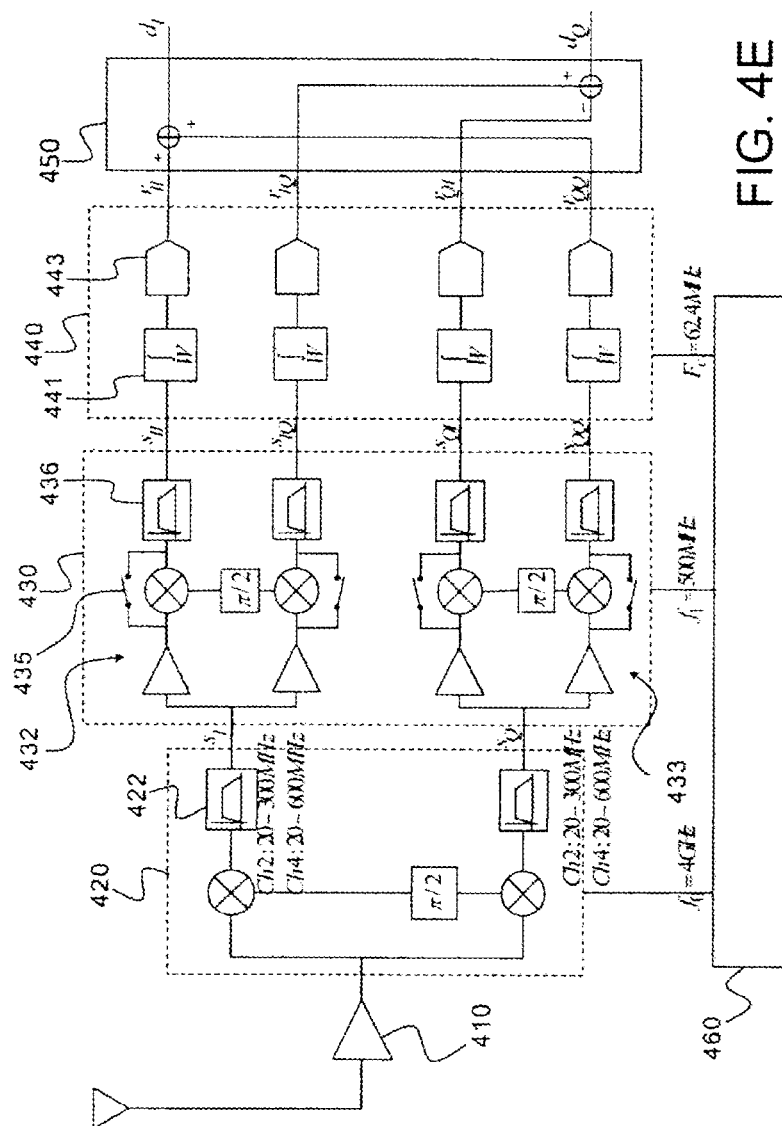 410
420
422
432
435
430
436
441
440
443
450
π/2
Ch2:20~300MHz
Ch4:20~600MHz
Ch2:20~300MHz
Ch4:20~600MHz
s_I
s_Q
π/2
π/2
433
s_II
s_IQ
s_QI
s_QQ
∫W
∫W
∫W
∫W
r_II
r_IQ
r_QI
r_QQ
+
+
−
+
d_I
d_Q
f_0=4GHz
f_1=500MHz
F_c=62.4MHz
460
FIG. 4E